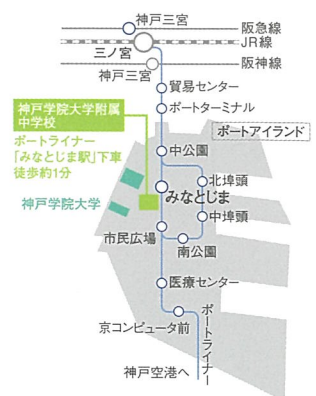 神戸三宮
阪急線
JR線
三ノ宮
阪神線
神戸三宮
貿易センター
ポートターミナル
神戸学院大学附属
中学校
ポートライナー
「みなとじま駅」下車
徒歩約1分
ポートアイランド
中公園
北埠頭
みなとじま
神戸学院大学
中埠頭
市民広場
南公園
医療センター
京コンピュータ前
ポートライナー
神戸空港へ